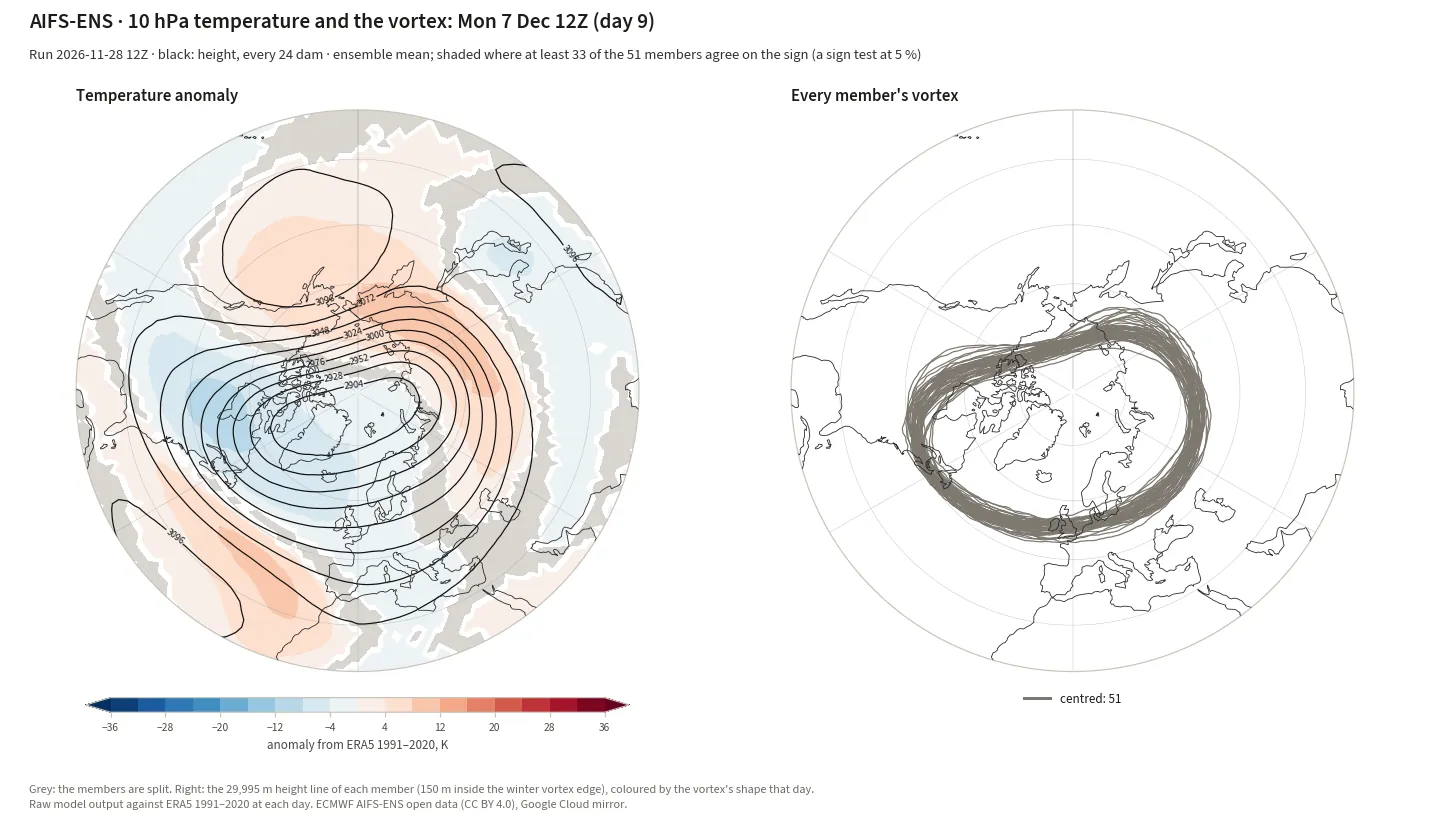 AIFS-ENS · 10 hPa temperature and the vortex: Mon 7 Dec 12Z (day 9)
Run 2026-11-28 12Z · black: height, every 24 dam · ensemble mean; shaded where at least 33 of the 51 members agree on the sign (a sign test at 5 %)
Temperature anomaly
Every member's vortex
3096
3096
3072
3048
3024
3000
2976
2952
2928
2904
3096
centred: 51
−36
−28
−20
−12
−4
4
12
20
28
36
anomaly from ERA5 1991–2020, K
Grey: the members are split. Right: the 29,995 m height line of each member (150 m inside the winter vortex edge), coloured by the vortex's shape that day.
Raw model output against ERA5 1991–2020 at each day. ECMWF AIFS-ENS open data (CC BY 4.0), Google Cloud mirror.